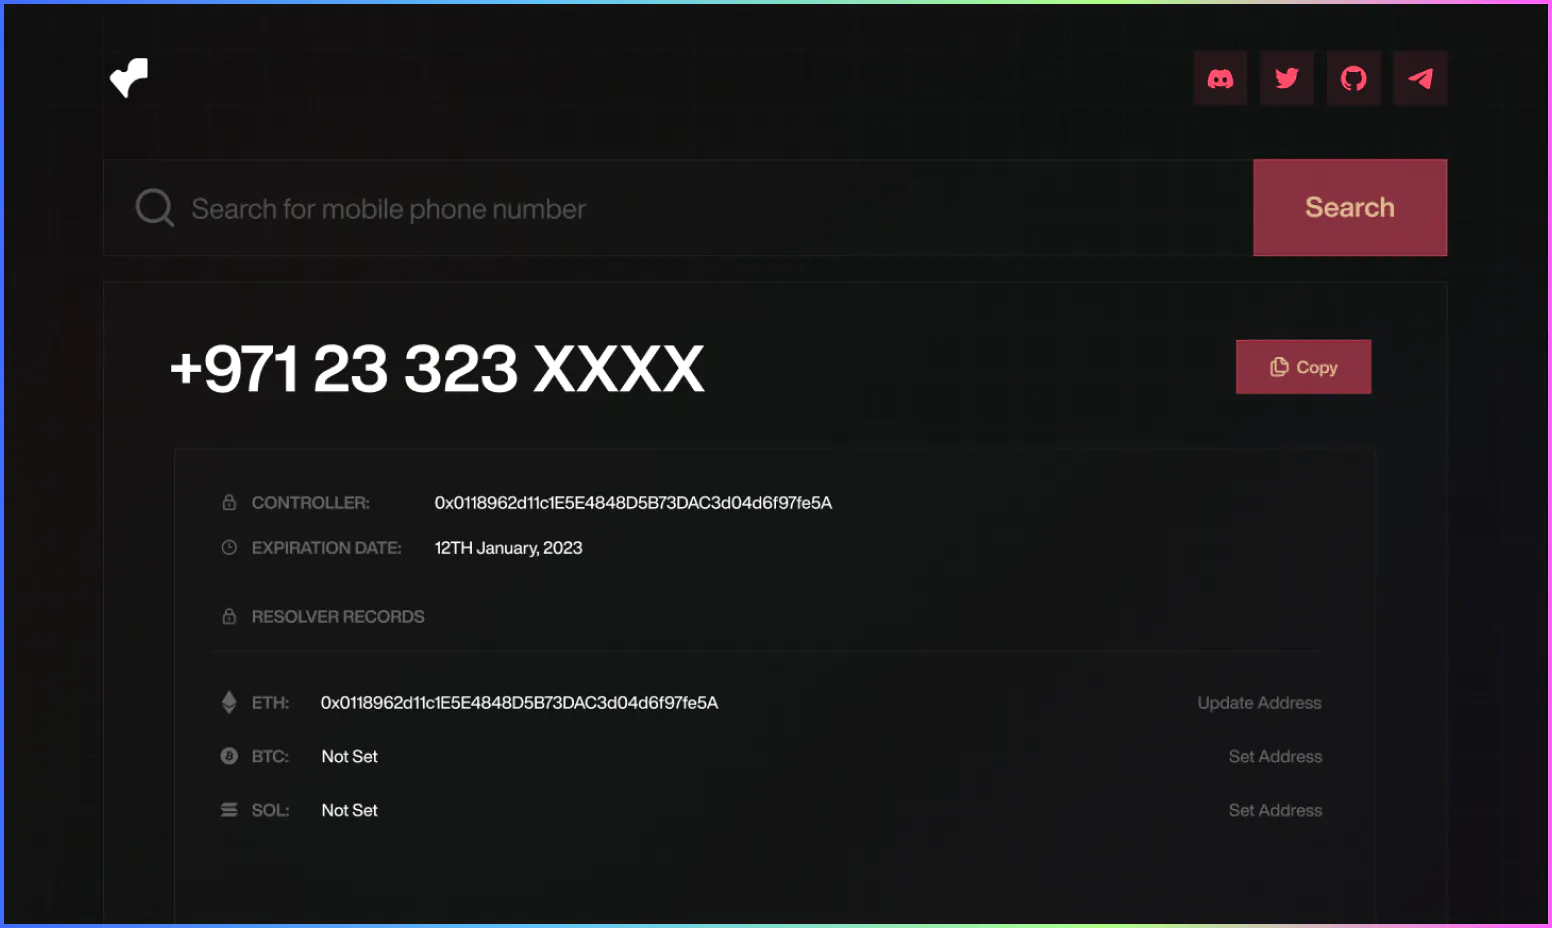 Search for mobile phone number
Search
+971 23 323 XXXX
Copy
CONTROLLER: 0x0118962d11c1E5E4848D5B73DAC3d04d6f97fe5A
EXPIRATION DATE: 12TH January, 2023
RESOLVER RECORDS
ETH: 0x0118962d11c1E5E4848D5B73DAC3d04d6f97fe5A Update Address
BTC: Not Set Set Address
SOL: Not Set Set Address